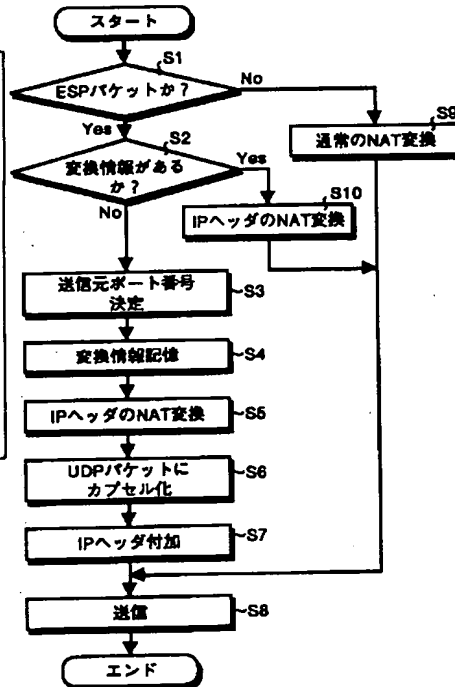 スタート
S1
ESPパケットか?
No
Yes
S9
通常のNAT変換
S2
変換情報がある
か?
Yes
No
S10
IPヘッダのNAT変換
送信元ポート番号
決定
S3
変換情報記憶
S4
IPヘッダのNAT変換
S5
UDPパケットに
カプセル化
S6
IPヘッダ付加
S7
送信
S8
エンド